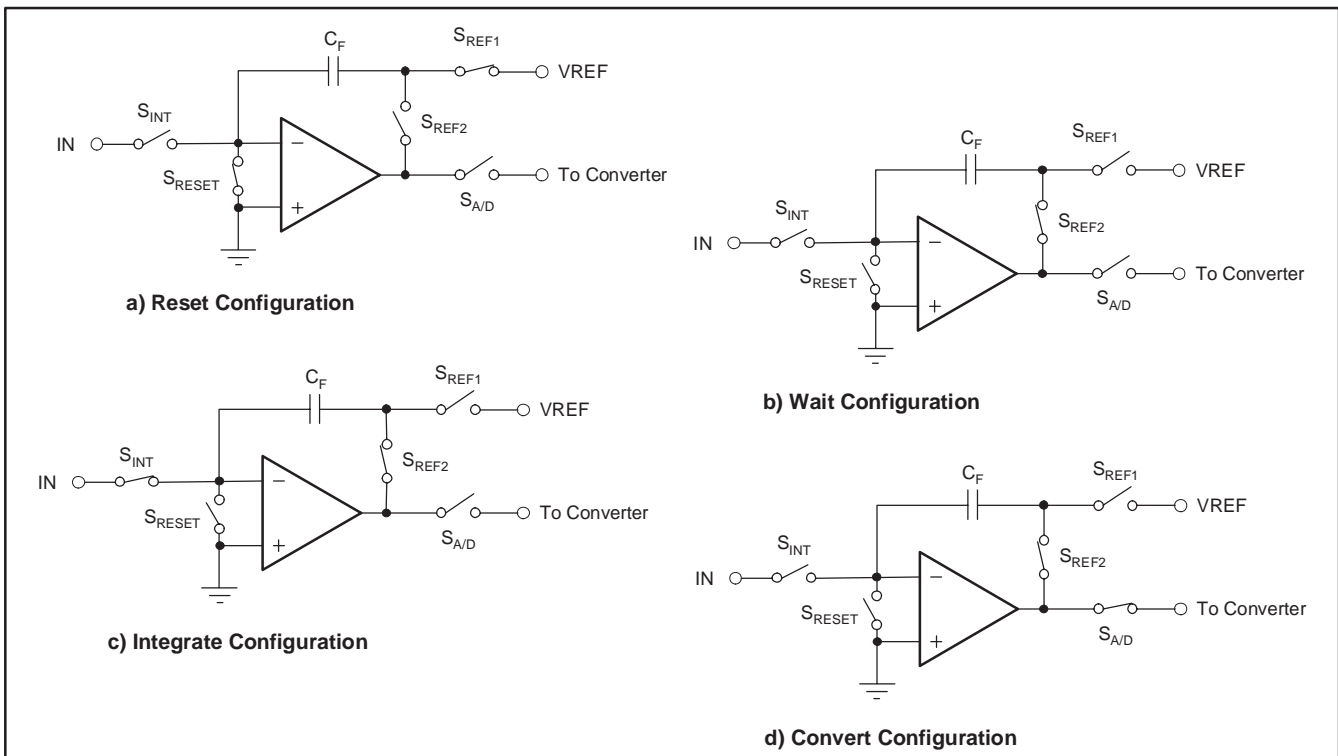 C_F
S_REF1
VREF
S_INT
IN
S_REF2
S_RESET
To Converter
S_A/D
−
+
a) Reset Configuration
C_F
S_REF1
VREF
S_INT
IN
S_REF2
S_RESET
To Converter
S_A/D
−
+
b) Wait Configuration
C_F
S_REF1
VREF
S_INT
IN
S_REF2
S_RESET
To Converter
S_A/D
−
+
c) Integrate Configuration
C_F
S_REF1
VREF
S_INT
IN
S_REF2
S_RESET
To Converter
S_A/D
−
+
d) Convert Configuration